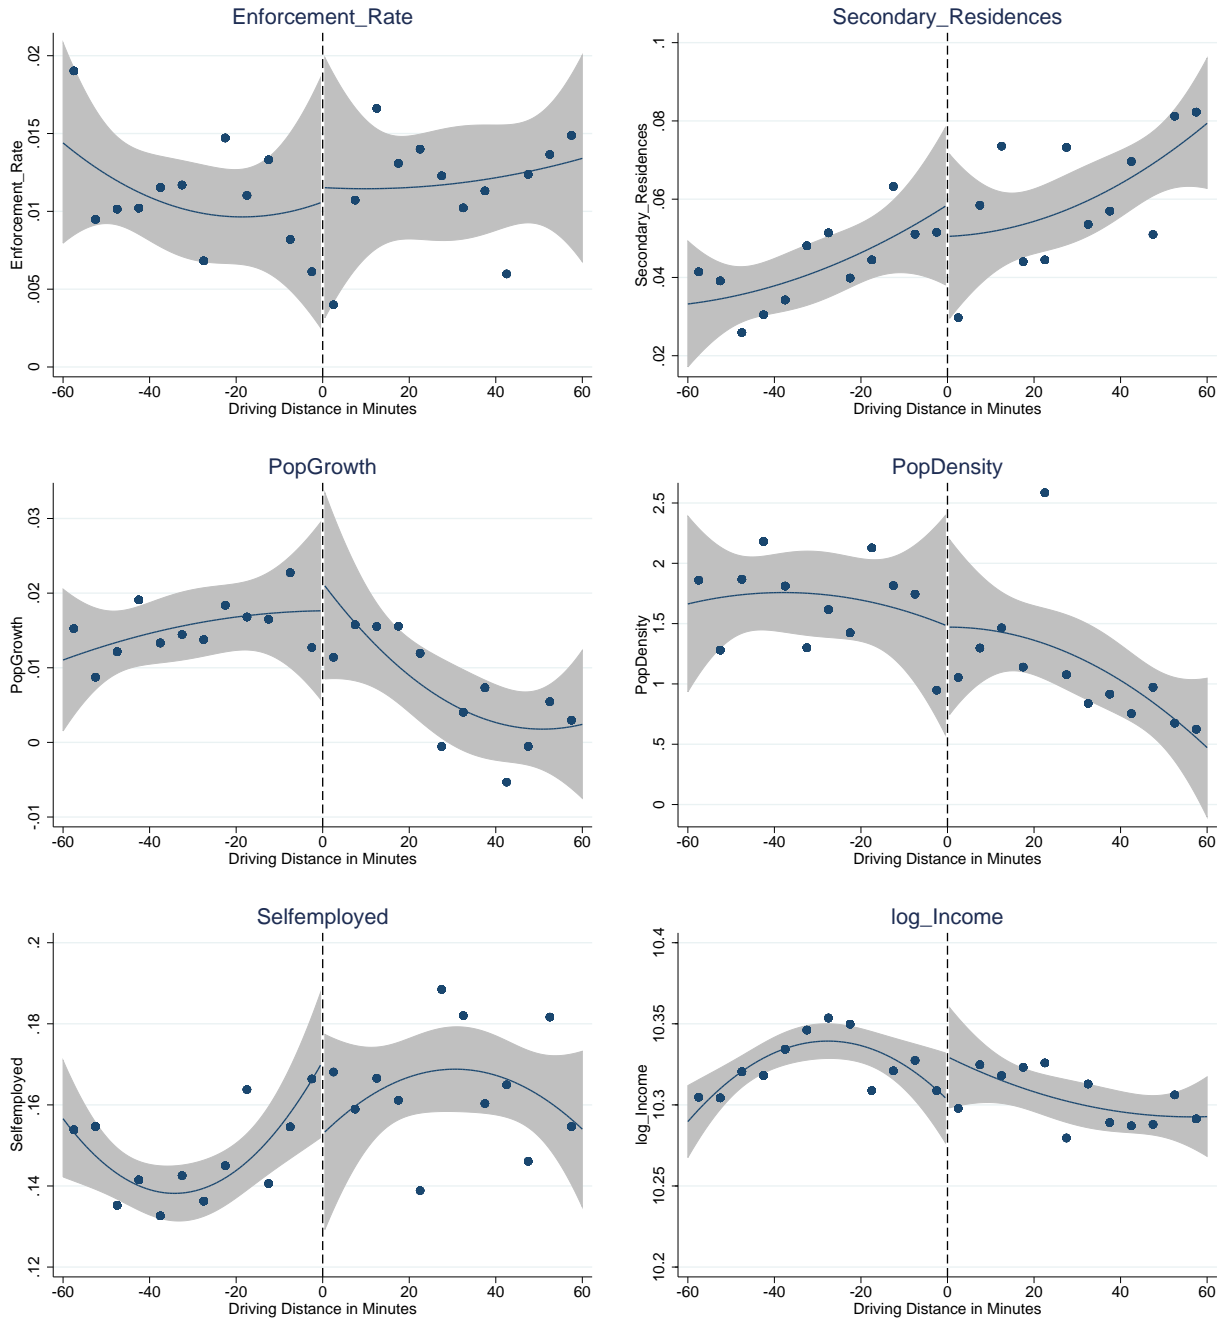 Enforcement_Rate
Enforcement_Rate
.02
.015
.01
.005
0
-60 -40 -20 0 20 40 60
Driving Distance in Minutes
Secondary_Residences
Secondary_Residences
.1
.08
.06
.04
.02
-60 -40 -20 0 20 40 60
Driving Distance in Minutes
PopGrowth
PopGrowth
.03
.02
.01
0
-.01
-60 -40 -20 0 20 40 60
Driving Distance in Minutes
PopDensity
PopDensity
2.5
2
1.5
1
.5
0
-60 -40 -20 0 20 40 60
Driving Distance in Minutes
Selfemployed
Selfemployed
.2
.18
.16
.14
.12
-60 -40 -20 0 20 40 60
Driving Distance in Minutes
log_Income
log_Income
10.4
10.35
10.3
10.25
10.2
-60 -40 -20 0 20 40 60
Driving Distance in Minutes